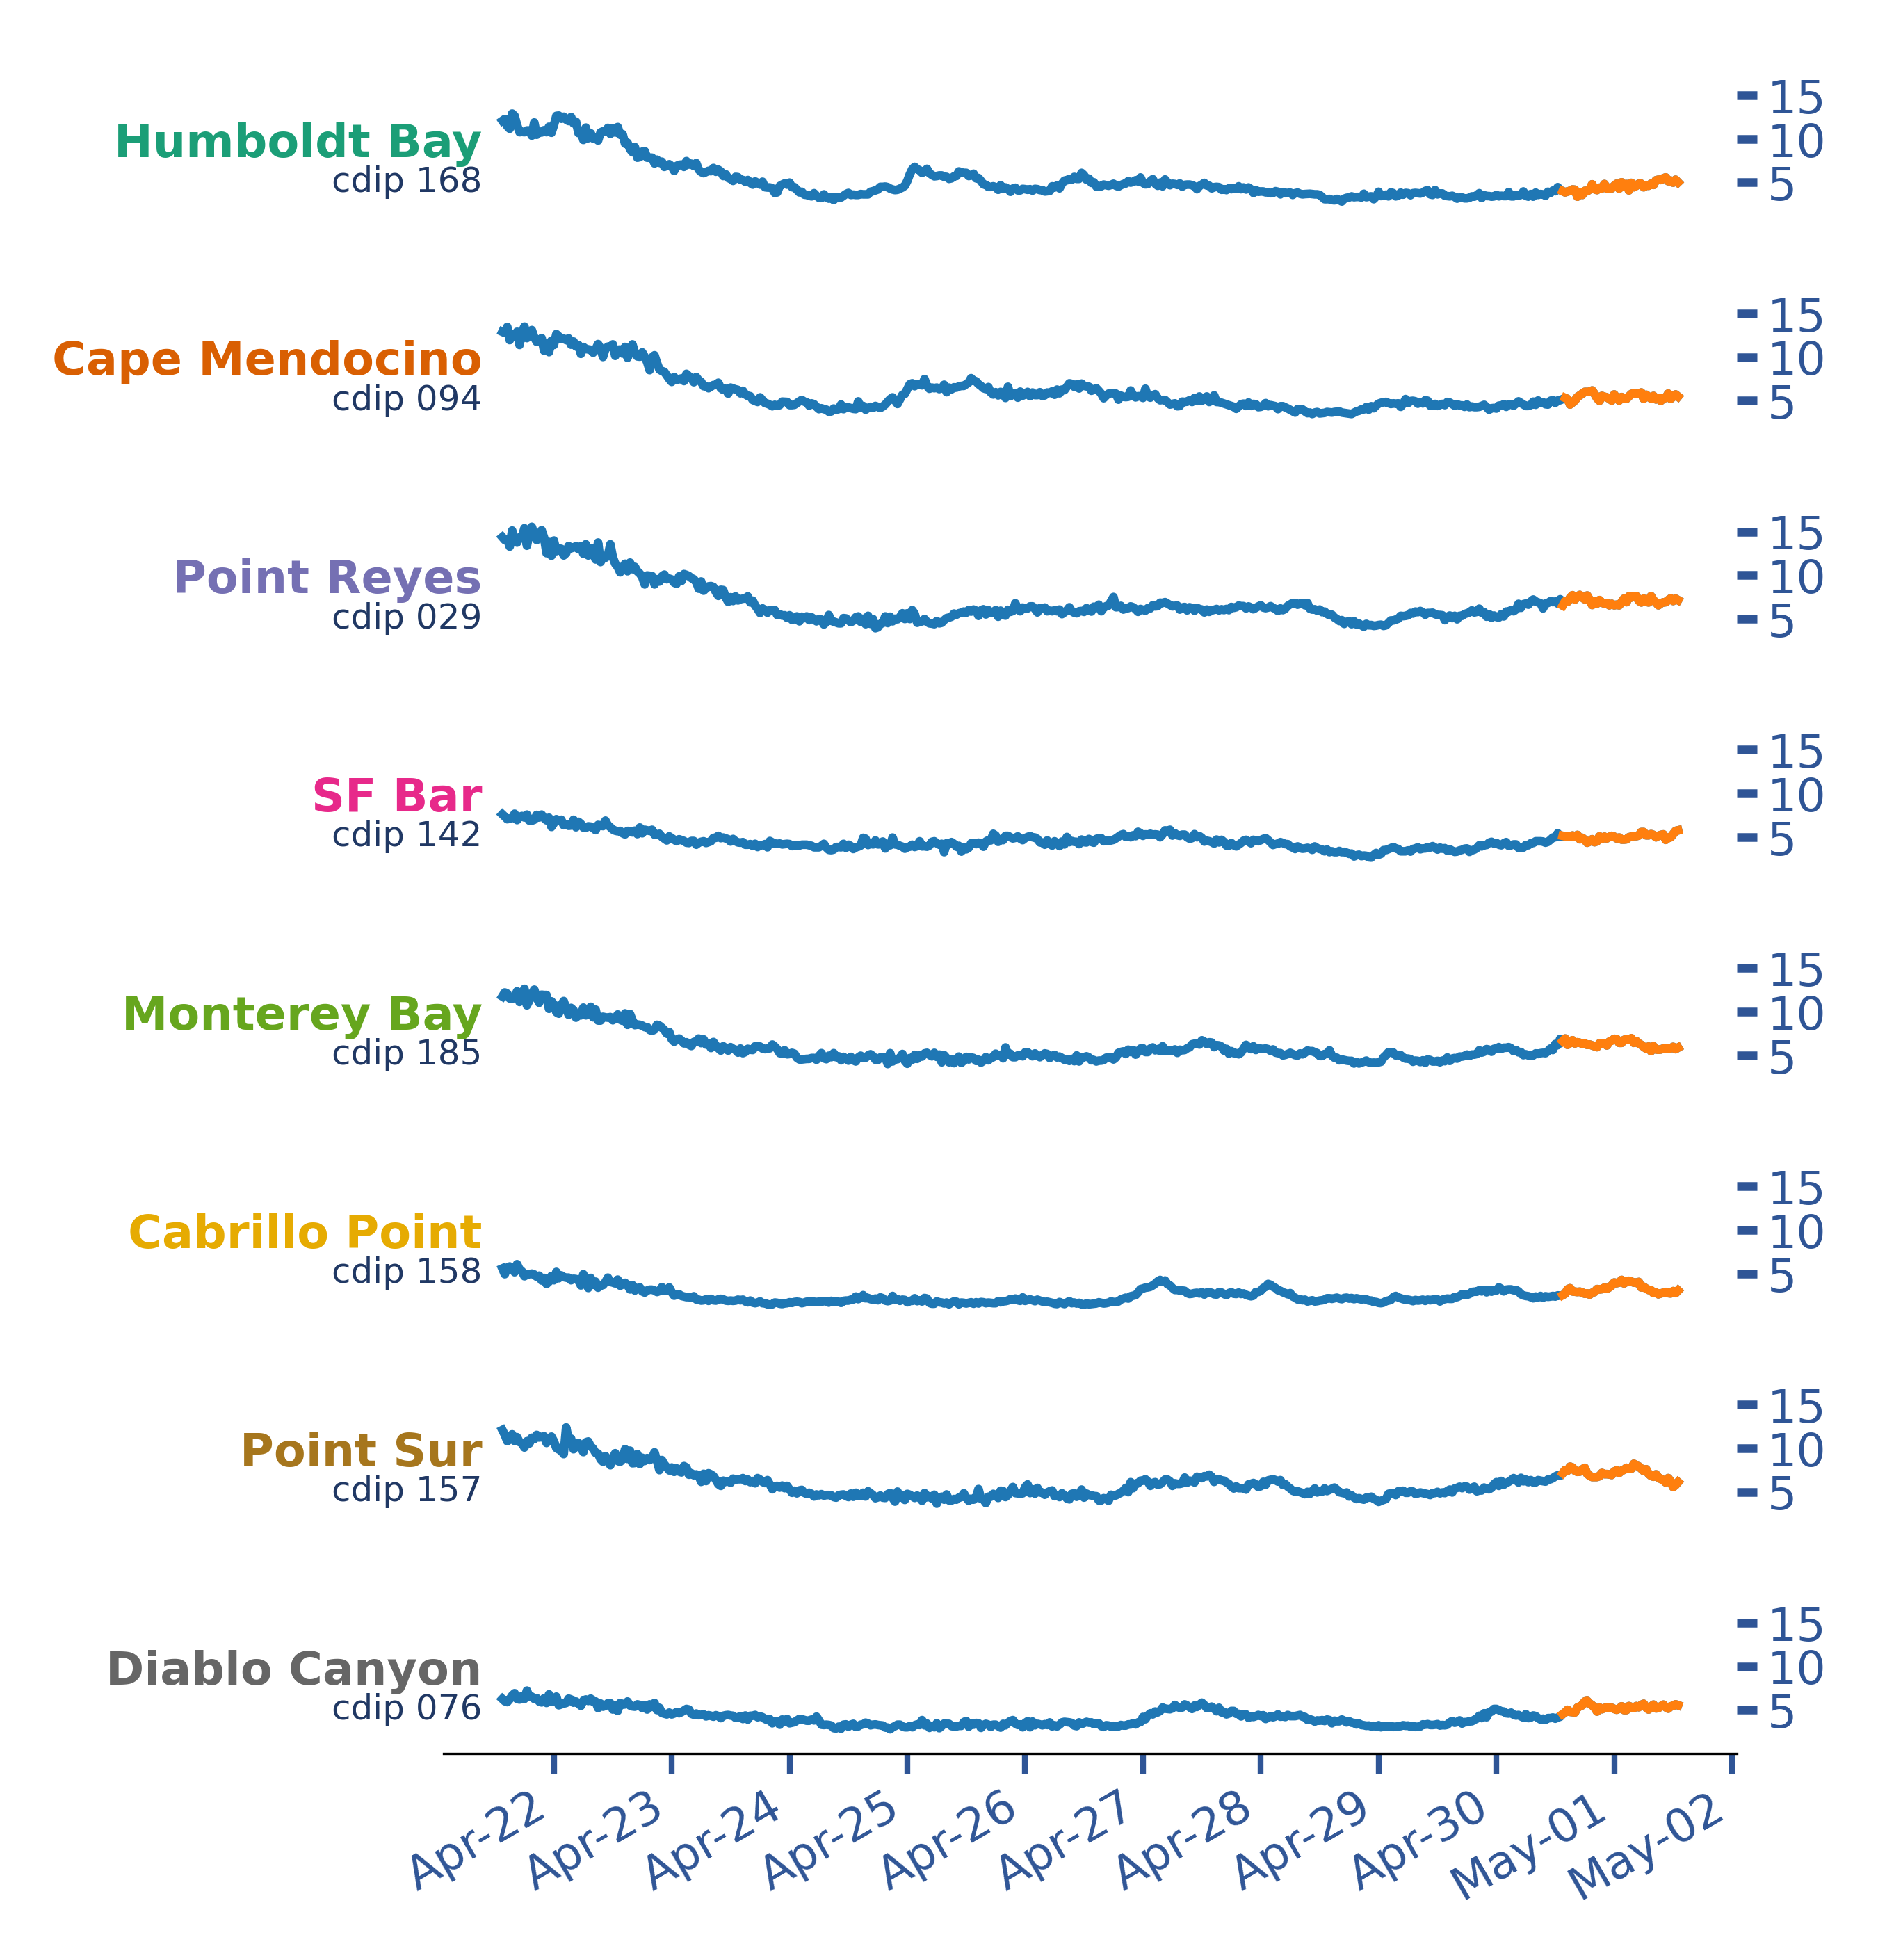 15
Humboldt Bay
10
cdip 168
5
15
Cape Mendocino
10
cdip 094
5
15
Point Reyes
10
cdip 029
5
15
SF Bar
10
cdip 142
5
15
Monterey Bay
10
cdip 185
5
15
Cabrillo Point
10
cdip 158
5
15
Point Sur
10
cdip 157
5
15
Diablo Canyon
10
cdip 076
5
Apr-22
Apr-23
Apr-24
Apr-25
Apr-26
Apr-27
Apr-28
Apr-29
Apr-30
May-01
May-02